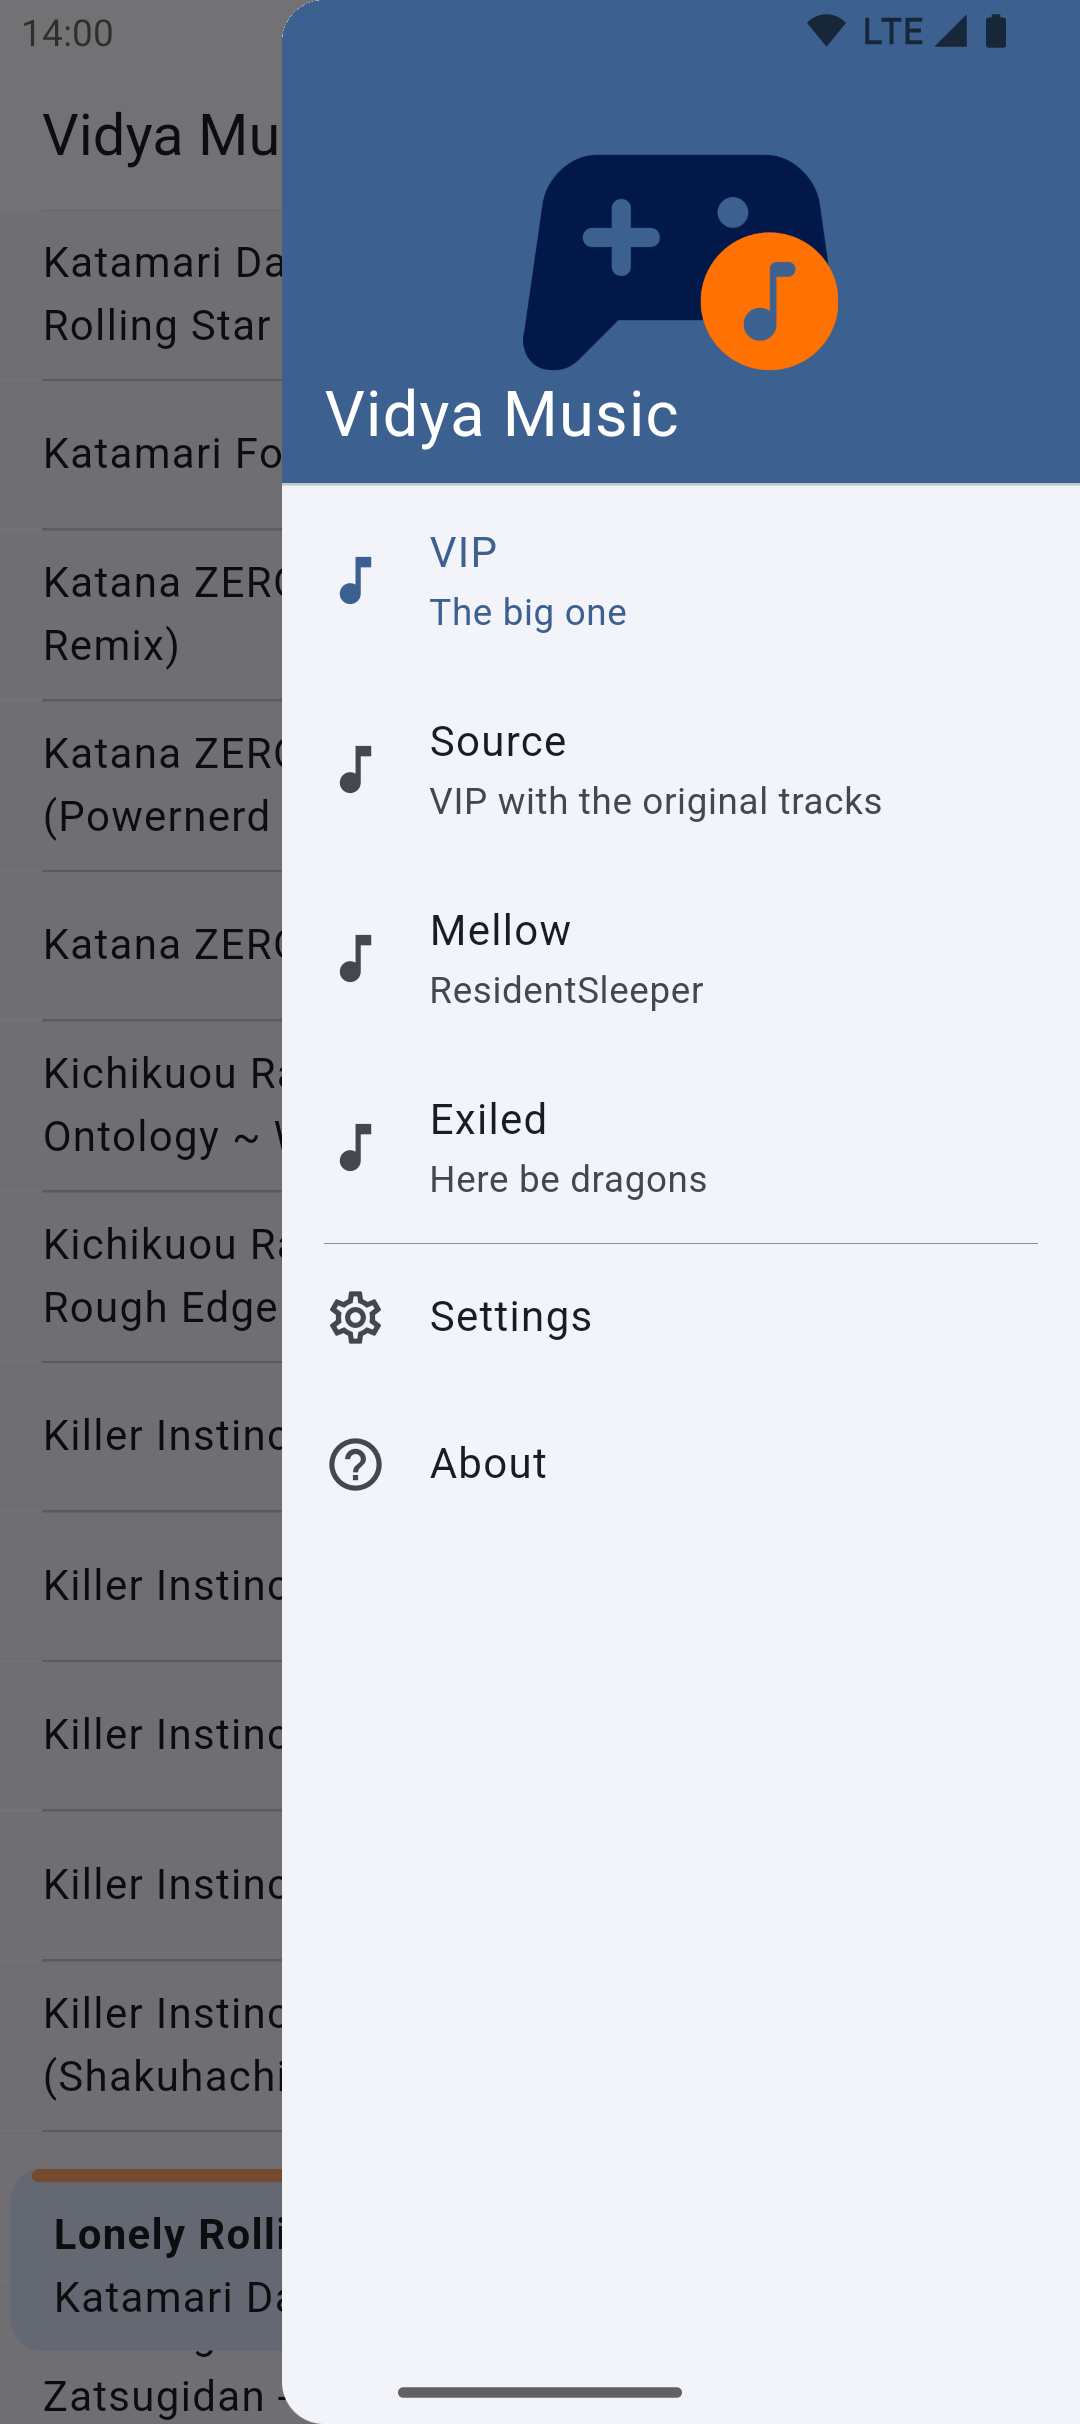 14:00
LTE
Vidya Mu
Katamari Da
Rolling Star
Katamari Fo
Katana ZERO
Remix)
Katana ZERO
(Powernerd
Katana ZERO
Kichikuou Ra
Ontology ~ W
Kichikuou Ra
Rough Edge
Killer Instinc
Killer Instinc
Killer Instinc
Killer Instinc
Killer Instinc
(Shakuhachi
Lonely Rolli
Katamari Da
Zatsugidan -
Vidya Music
VIP
The big one
Source
VIP with the original tracks
Mellow
ResidentSleeper
Exiled
Here be dragons
Settings
About